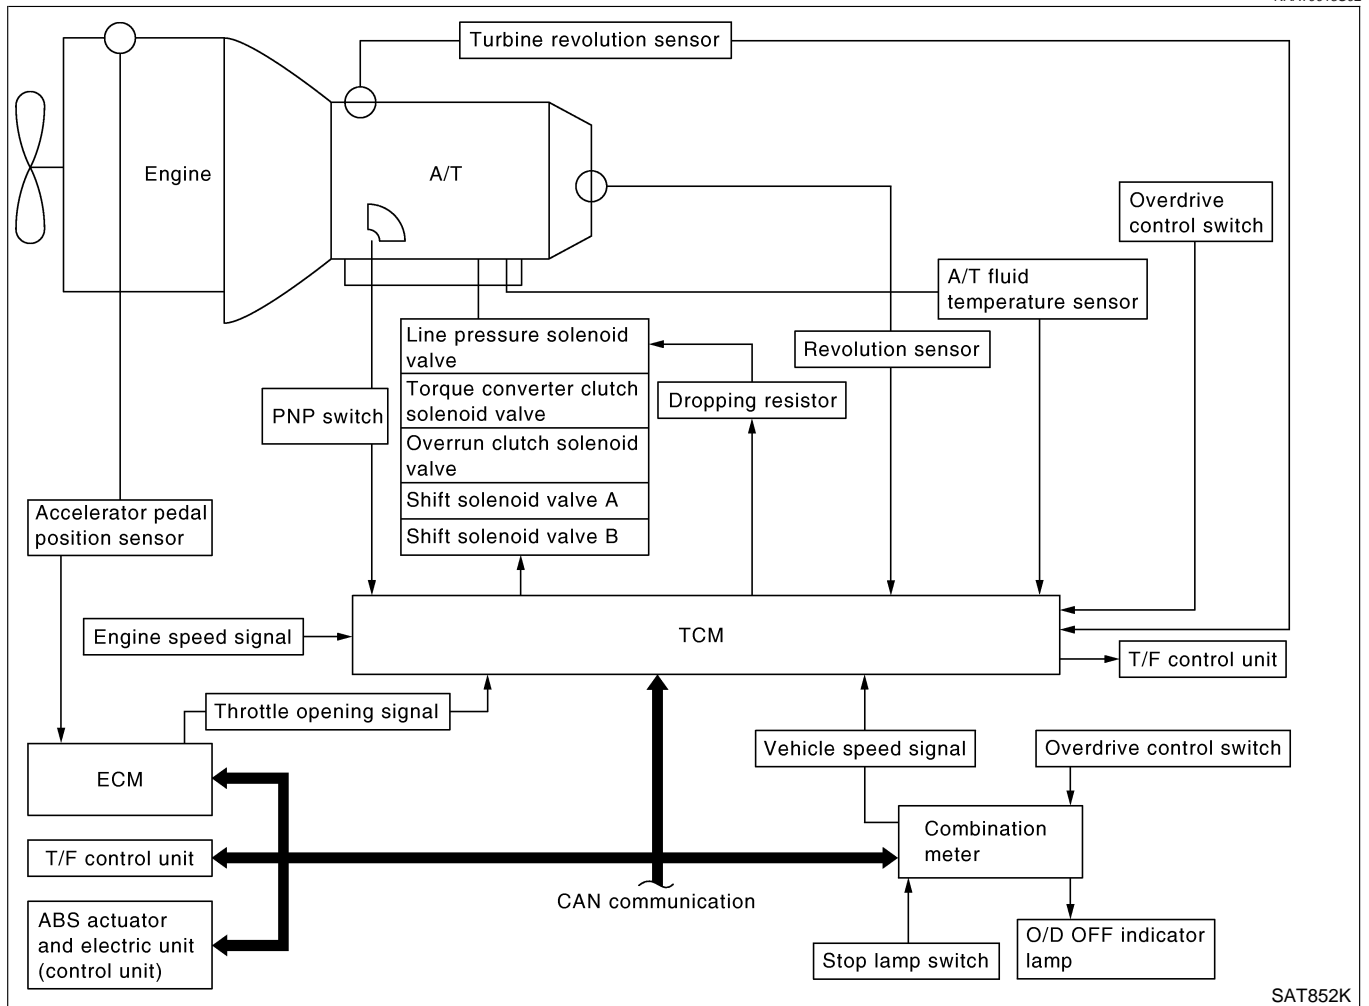 Turbine revolution sensor
Engine
A/T
Overdrive
control switch
A/T fluid
temperature sensor
Line pressure solenoid
valve
Revolution sensor
Torque converter clutch
solenoid valve
Dropping resistor
PNP switch
Overrun clutch solenoid
valve
Shift solenoid valve A
Shift solenoid valve B
Accelerator pedal
position sensor
Engine speed signal
TCM
T/F control unit
Throttle opening signal
Vehicle speed signal
Overdrive control switch
ECM
Combination
meter
T/F control unit
CAN communication
ABS actuator
and electric unit
(control unit)
Stop lamp switch
O/D OFF indicator
lamp
SAT852K